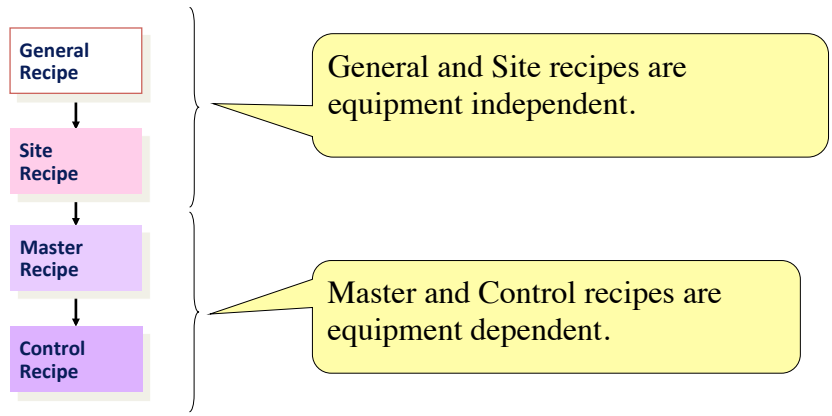 General
Recipe
General and Site recipes are
equipment independent.
Site
Recipe
Master
Recipe
Master and Control recipes are
equipment dependent.
Control
Recipe